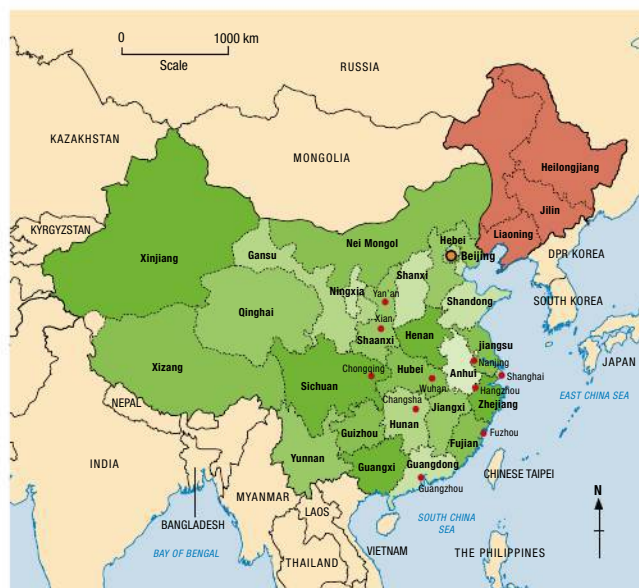 0 1000 km
Scale
RUSSIA
KAZAKHSTAN
MONGOLIA
Heilongjiang
Jilin
KYRGYZSTAN
Liaoning
Nei Mongol
Hebei
Beijing
DPR KOREA
Xinjiang
Gansu
Shanxi
Ningxia
Yan'an
Shandong
SOUTH KOREA
Qinghai
Xian
Shaanxi
Henan
jiangsu
JAPAN
Xizang
Sichuan
Chongqing
Hubei
Wuhan
Anhui
Nanjing
Shanghai
Hangzhou
EAST CHINA
SEA
NEPAL
Changsha
Hunan
Jiangxi
Zhejiang
Guizhou
Fujian
Fuzhou
INDIA
Yunnan
Guangxi
Guangdong
Guangzhou
CHINESE TAIPEI
MYANMAR
LAOS
BANGLADESH
BAY OF BENGAL
VIETNAM
SOUTH CHINA
SEA
N
THAILAND
THE PHILIPPINES